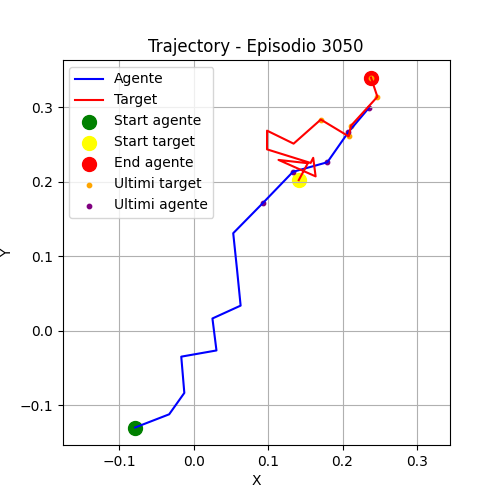 Trajectory - Episodio 3050
Agente
Target
Start agente
Start target
End agente
Ultimi target
Ultimi agente
0.3
0.2
0.1
0.0
−0.1
Y
−0.1
0.0
0.1
0.2
0.3
X